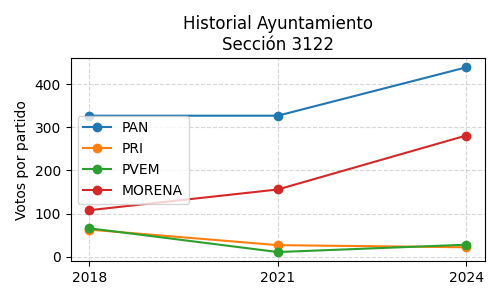 Historial Ayuntamiento
Sección 3122
Votos por partido
400
300
200
100
0
PAN
PRI
PVEM
MORENA
2018
2021
2024